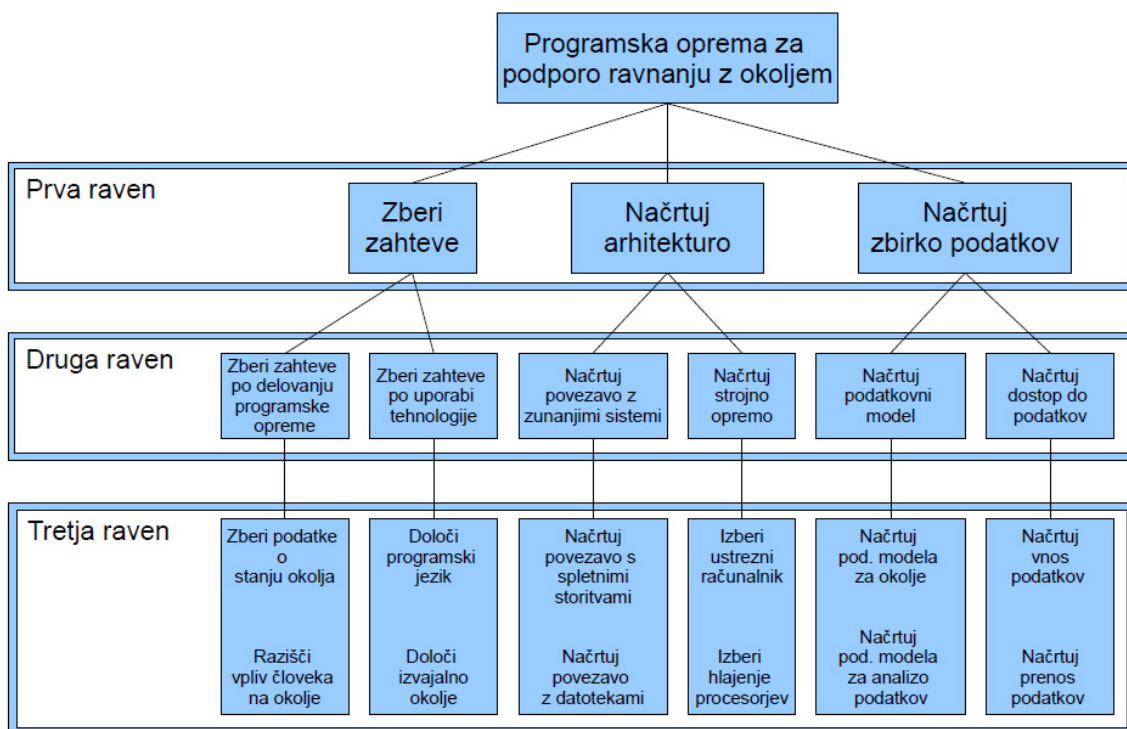 Programska oprema za
podporo ravnanju z okoljem
Prva raven
Zberi
zahteve
Načrtuj
arhitekturo
Načrtuj
zbirko podatkov
Druga raven
Zberi zahteve
po delovanju
programske
opreme
Zberi zahteve
po uporabi
tehnologije
Načrtuj
povezavo z
zunanjimi sistemi
Načrtuj
strojno
opremo
Načrtuj
podatkovni
model
Načrtuj
dostop do
podatkov
Tretja raven
Zberi podatke
o
stanju okolja
Razišči
vpliv človeka
na okolje
Določi
programski
jezik
Določi
izvajalno
okolje
Načrtuj
povezavo s
spletnimi
storitvami
Načrtuj
povezavo
z datotekami
Izberi
ustrezni
računalnik
Izberi
hlajenje
procesorjev
Načrtuj
pod. modela
za okolje
Načrtuj
pod. modela
za analizo
podatkov
Načrtuj
vnos
podatkov
Načrtuj
prenos
podatkov